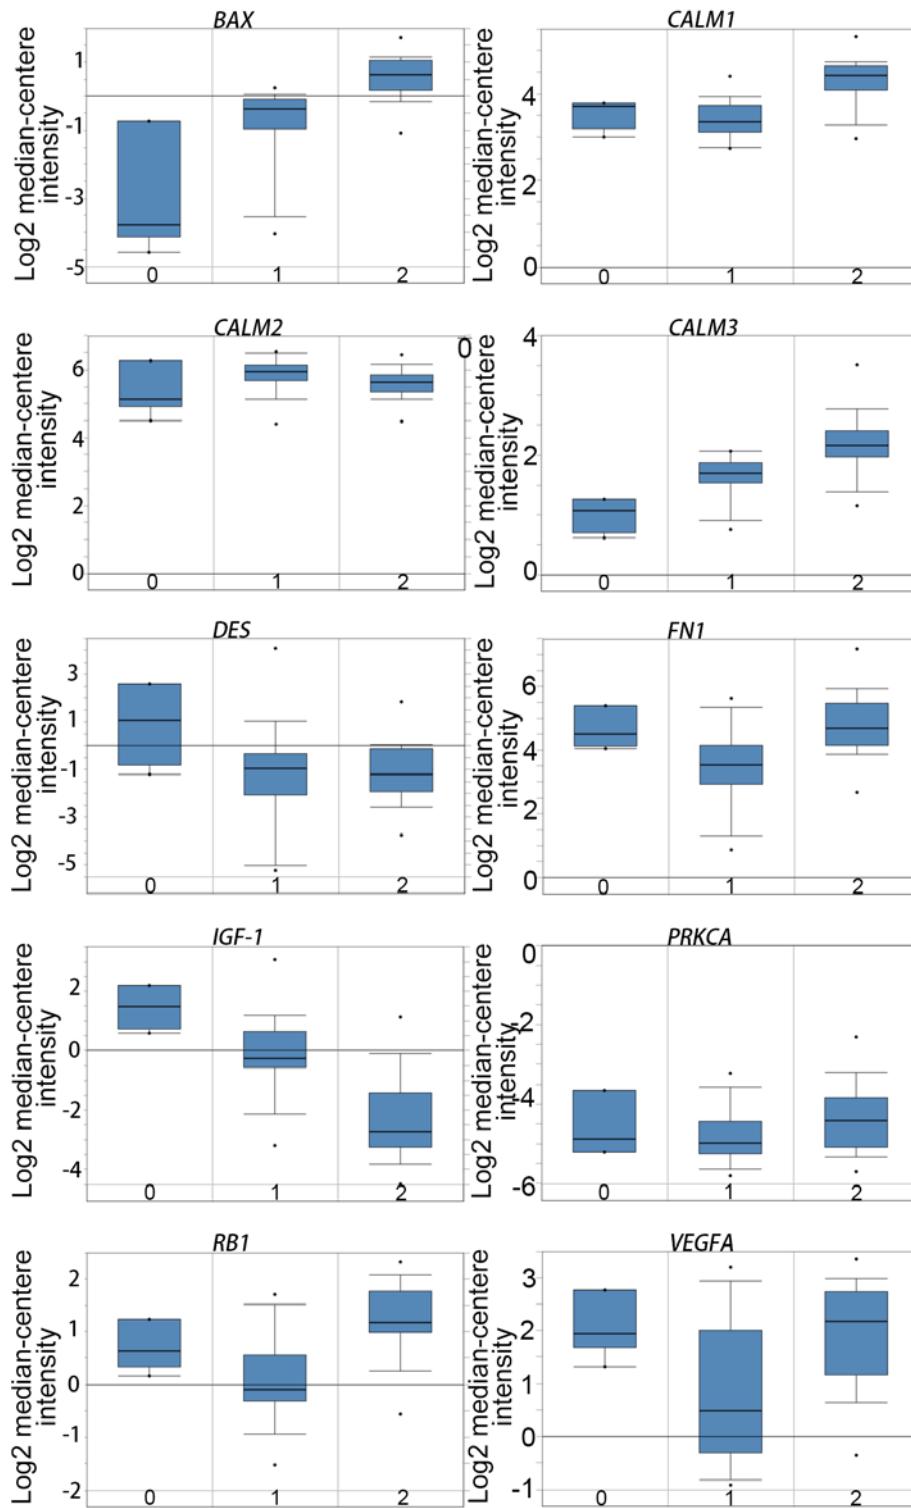 BAX
Log2 median-centere
intensity
1
-1
-3
-5
0 1 2
CALM1
Log2 median-centere
intensity
4
2
0
0 1 2
CALM2
Log2 median-centere
intensity
6
4
2
0
0 1 2
CALM3
0
Log2 median-centere
intensity
4
2
0
0 1 2
DES
Log2 median-centere
intensity
3
1
-1
-3
-5
0 1 2
FN1
Log2 median-centere
intensity
6
4
2
0
0 1 2
IGF-1
Log2 median-centere
intensity
2
0
-2
-4
0 1 2
PRKCA
Log2 median-centere
intensity
0
-2
-4
-6
0 1 2
RB1
Log2 median-centere
intensity
2
1
0
-1
-2
0 1 2
VEGFA
Log2 median-centere
intensity
3
2
1
0
-1
0 1 2